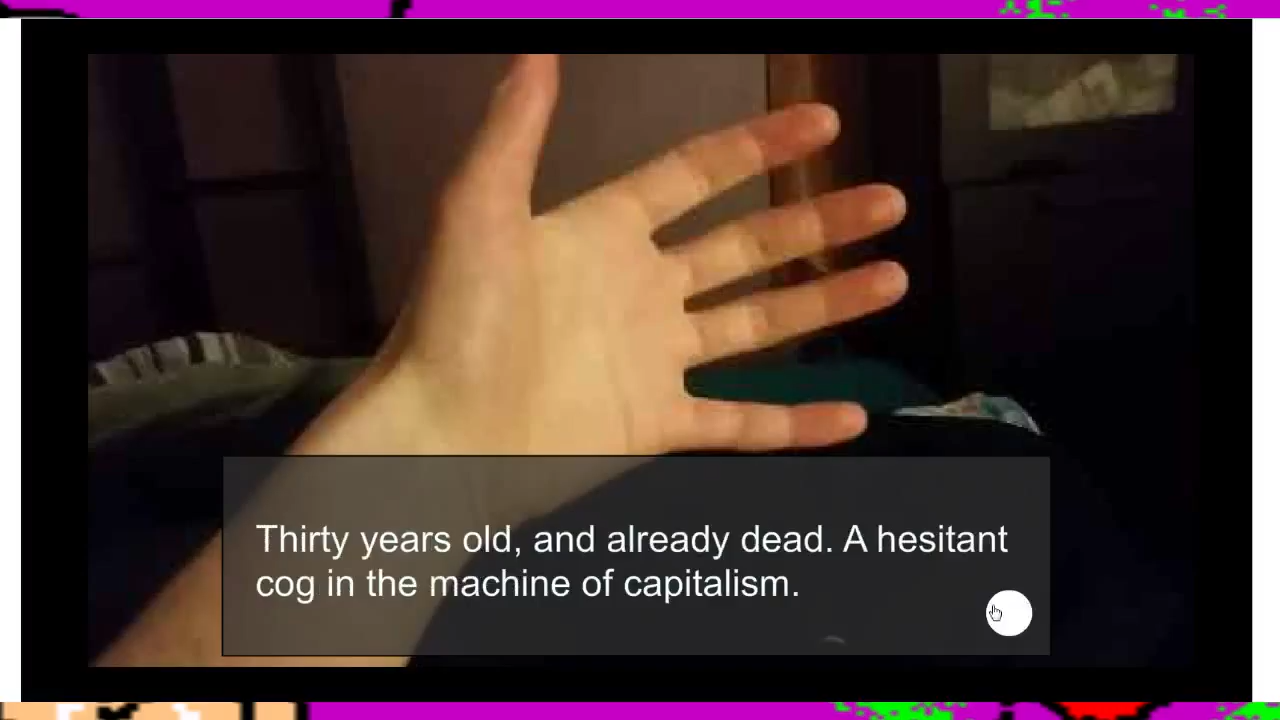 Thirty years old, and already dead. A hesitant
cog in the machine of capitalism.